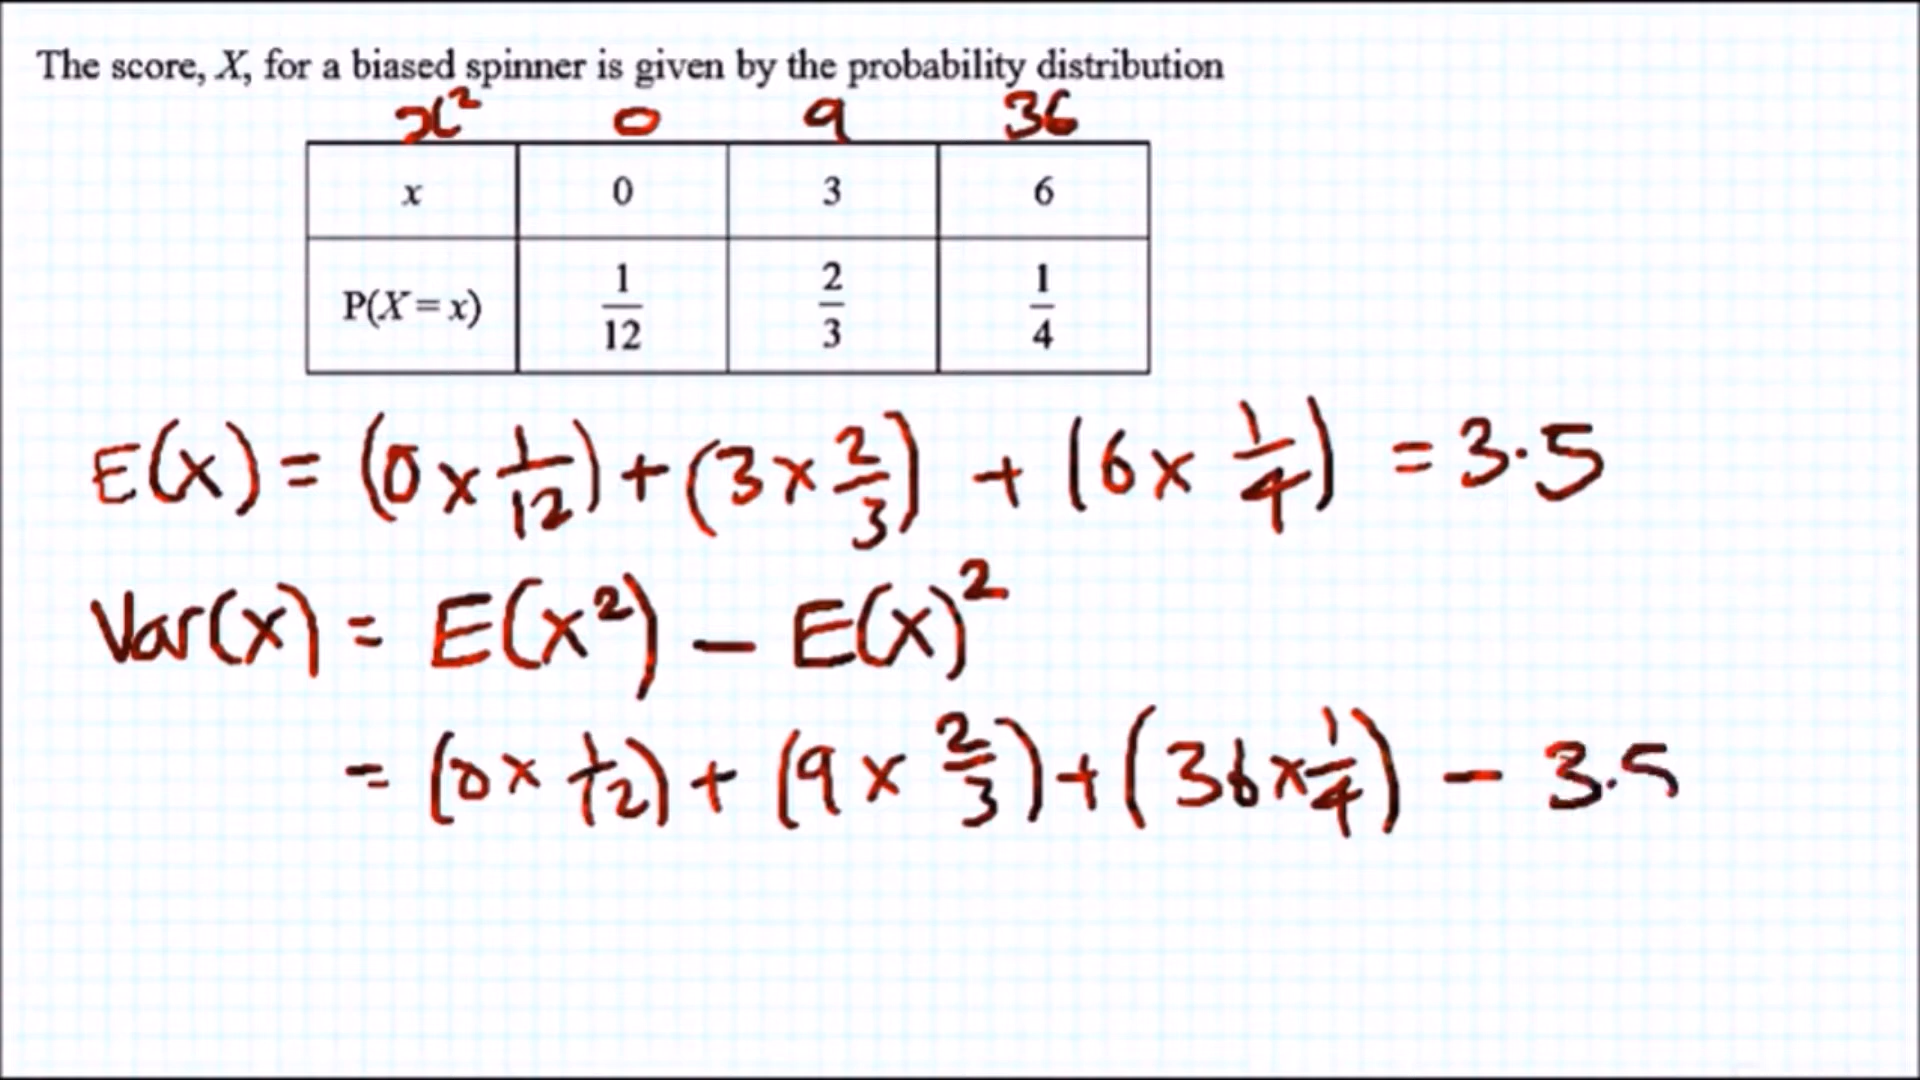 The score, X, for a biased spinner is given by the probability distribution
x² 0 9 36
x 0 3 6
P(X = x) 1/12 2/3 1/4
E(X) = (0 x 1/12) + (3 x 2/3) + (6 x 1/4) = 3.5
Var(X) = E(X²) - E(X)²
= (0 x 1/12) + (9 x 2/3) + (36 x 1/4) - 3.5